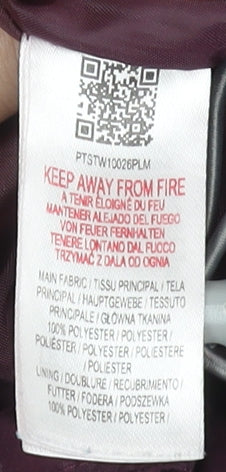 PTSTW10026PLM
KEEP AWAY FROM FIRE
À TENIR ÉLOIGNÉ DU FEU
MANTENER ALEJADO DEL FUEGO
VON FEUER FERNHALTEN
TENERE LONTANO DAL FUOCO
TRZYMAĆ Z DALA OD OGNIA
MAIN FABRIC / TISSU PRINCIPAL / TELA
PRINCIPAL / HAUPTGEWEBE / TESSUTO
PRINCIPALE / GŁÓWNA TKANINA
100% POLYESTER / POLYESTER /
POLIÉSTER / POLYESTER / POLIESTERE
/ POLIESTER
LINING / DOUBLURE / RECUBRIMIENTO /
FUTTER / FODERA / PODSZEWKA
100% POLYESTER / POLYESTER /